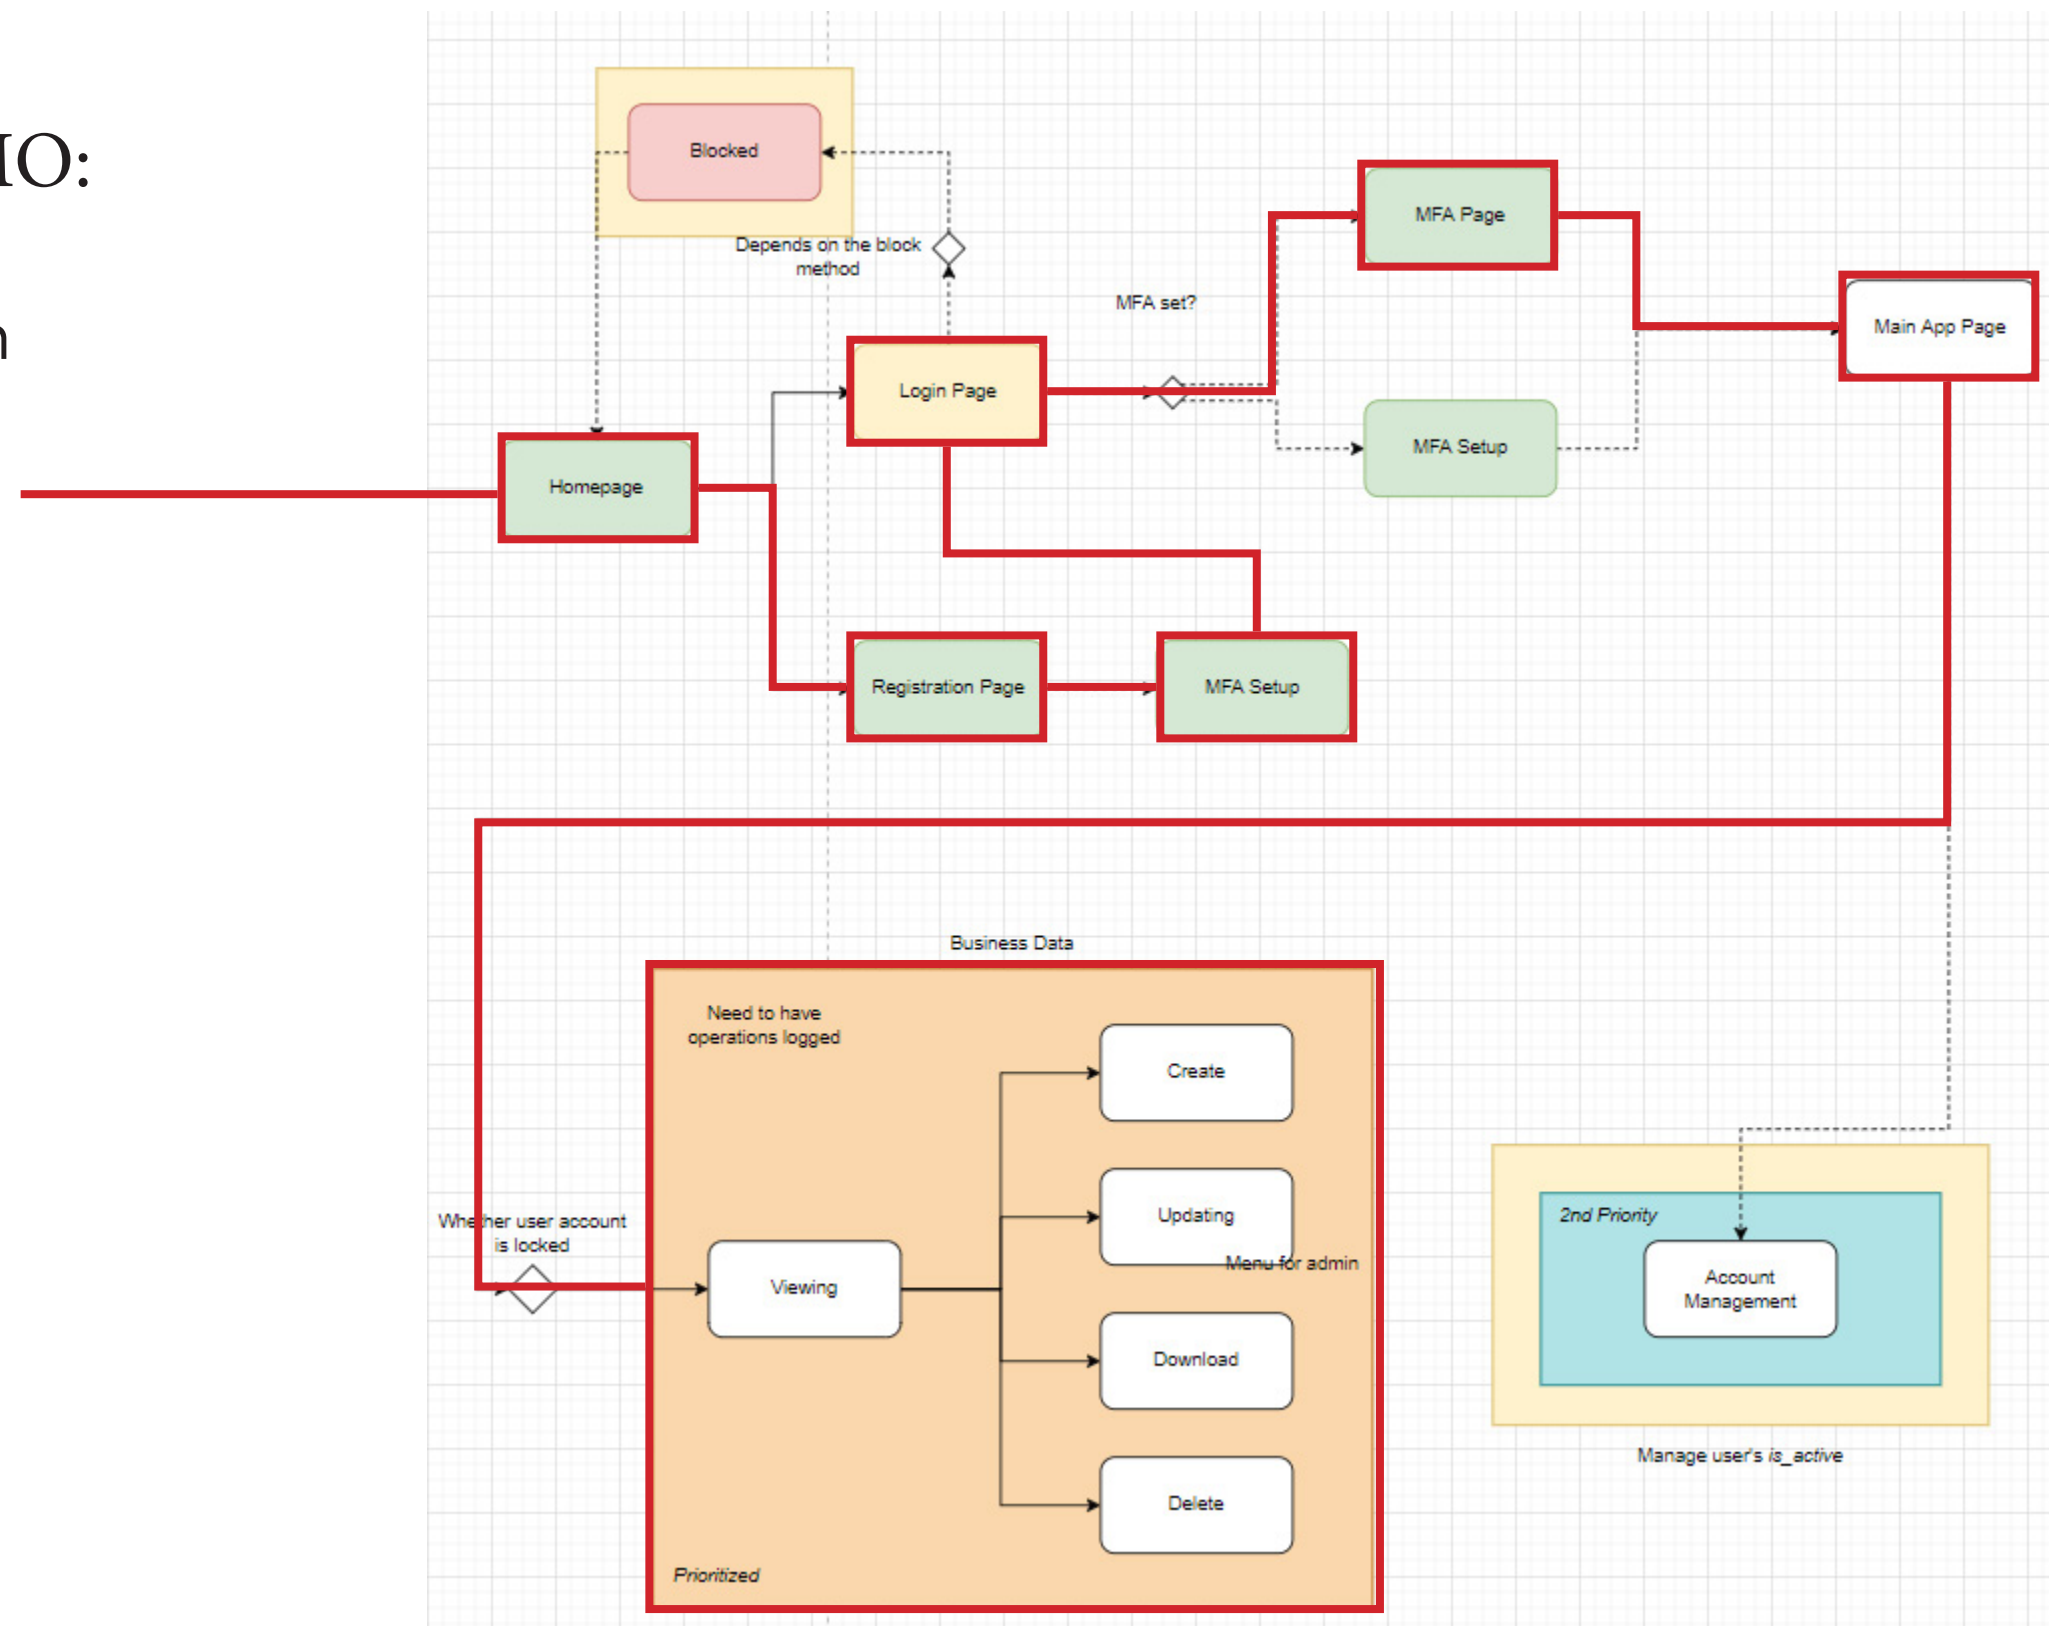 Blocked
Depends on the block
method
MFA Page
MFA set?
Main App Page
Login Page
MFA Setup
Homepage
Registration Page
MFA Setup
Business Data
Need to have
operations logged
Create
Whether user account
is locked
Updating
Menu for admin
Viewing
Download
Delete
Prioritized
2nd Priority
Account
Management
Manage user's is_active